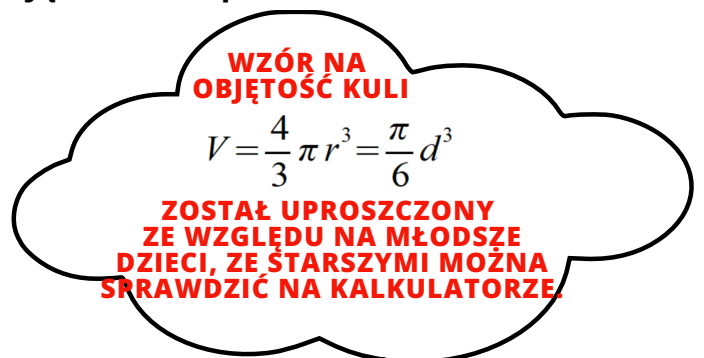 WZÓR NA
OBJĘTOŚĆ KULI
V = 4/3 π r³ = π/6 d³
ZOSTAŁ UPROSZCZONY
ZE WZGLĘDU NA MŁODSZE
DZIECI, ZE STARSZYMI MOŻNA
SPRAWDZIĆ NA KALKULATORZE.